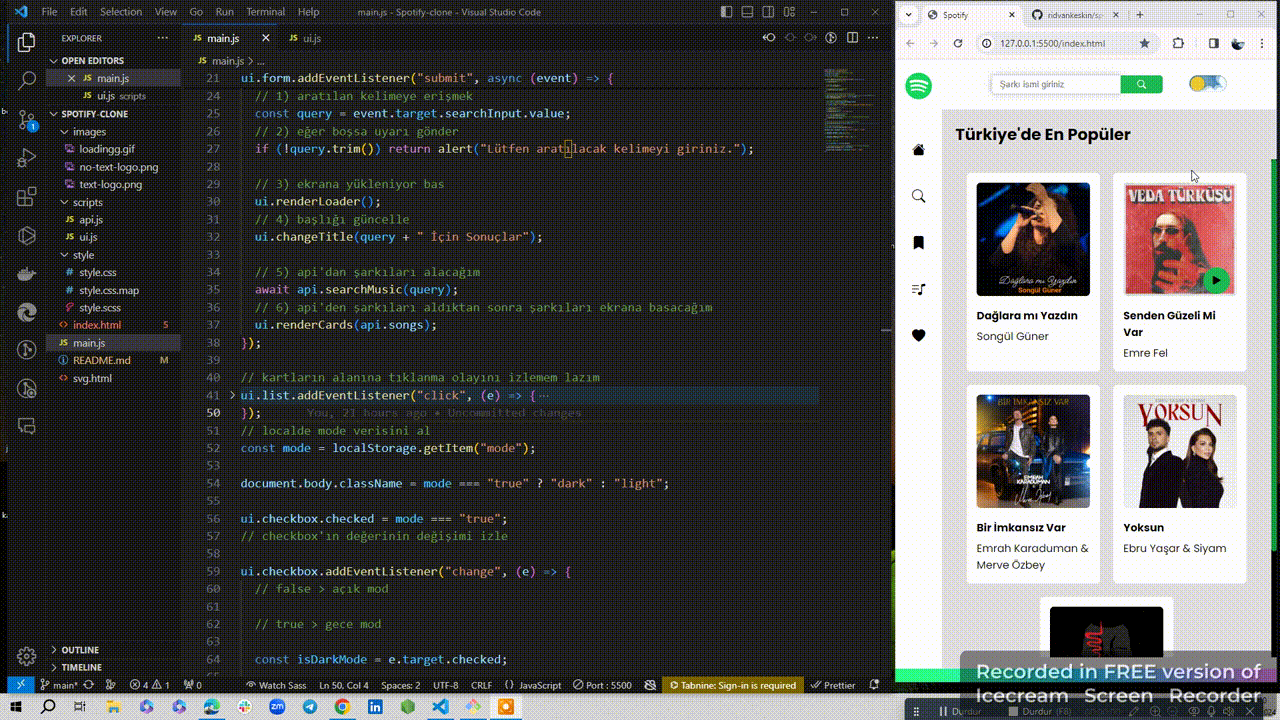 File Edit Selection View Go Run Terminal Help main.js - Spotify-clone - Visual Studio Code
EXPLORER
OPEN EDITORS
main.js
ui.js scripts
SPOTIFY-CLONE
images
loadingg.gif
no-text-logo.png
text-logo.png
scripts
api.js
ui.js
style
style.css
style.css.map
style.scss
index.html 5
main.js
README.md M
svg.html
OUTLINE
TIMELINE
main.js ui.js
main.js > ...
21 ui.form.addEventListener("submit", async (event) => {
24 // 1) aratılan kelimeye erişmek
25 const query = event.target.searchInput.value;
26 // 2) eğer boşsa uyarı gönder
27 if (!query.trim()) return alert("Lütfen aratılacak kelimeyi giriniz.");
28
29 // 3) ekrana yükleniyor bas
30 ui.renderLoader();
31 // 4) başlığı güncelle
32 ui.changeTitle(query + " İçin Sonuçlar");
33
34 // 5) api'dan şarkıları alacağım
35 await api.searchMusic(query);
36 // 6) api'den şarkıları aldıktan sonra şarkıları ekrana basacağım
37 ui.renderCards(api.songs);
38 });
39
40 // kartların alanına tıklanma olayını izlemem lazım
41 ui.list.addEventListener("click", (e) => { ...
50 }); You, 21 hours ago • Uncommitted changes
51 // localde mode verisini al
52 const mode = localStorage.getItem("mode");
53
54 document.body.className = mode === "true" ? "dark" : "light";
55
56 ui.checkbox.checked = mode === "true";
57 // checkbox'ın değerinin değişimi izle
58
59 ui.checkbox.addEventListener("change", (e) => {
60 // false > açık mod
61
62 // true > gece mod
63
64 const isDarkMode = e.target.checked;
main* 4 1 0 Watch Sass Ln 50, Col 4 Spaces: 2 UTF-8 CRLF {} JavaScript Port : 5500 Tabnine: Sign-in is required Prettier
Spotify ridvankeskin/sp
127.0.0.1:5500/index.html
Şarkı ismi giriniz
Türkiye'de En Popüler
Dağlara mı Yazdın
Songül Güner
Dağlara mı Yazdın
Songül Güner
VEDA TÜRKÜSÜ
Senden Güzeli Mi
Var
Emre Fel
BİR İMKANSIZ VAR
EMRAH
KARADUMAN
Bir İmkansız Var
Emrah Karaduman &
Merve Özbey
YORSUN
Yoksun
Ebru Yaşar & Siyam
Recorded in FREE version of
Icecream Screen Recorder
Durdur Durdur (F8)